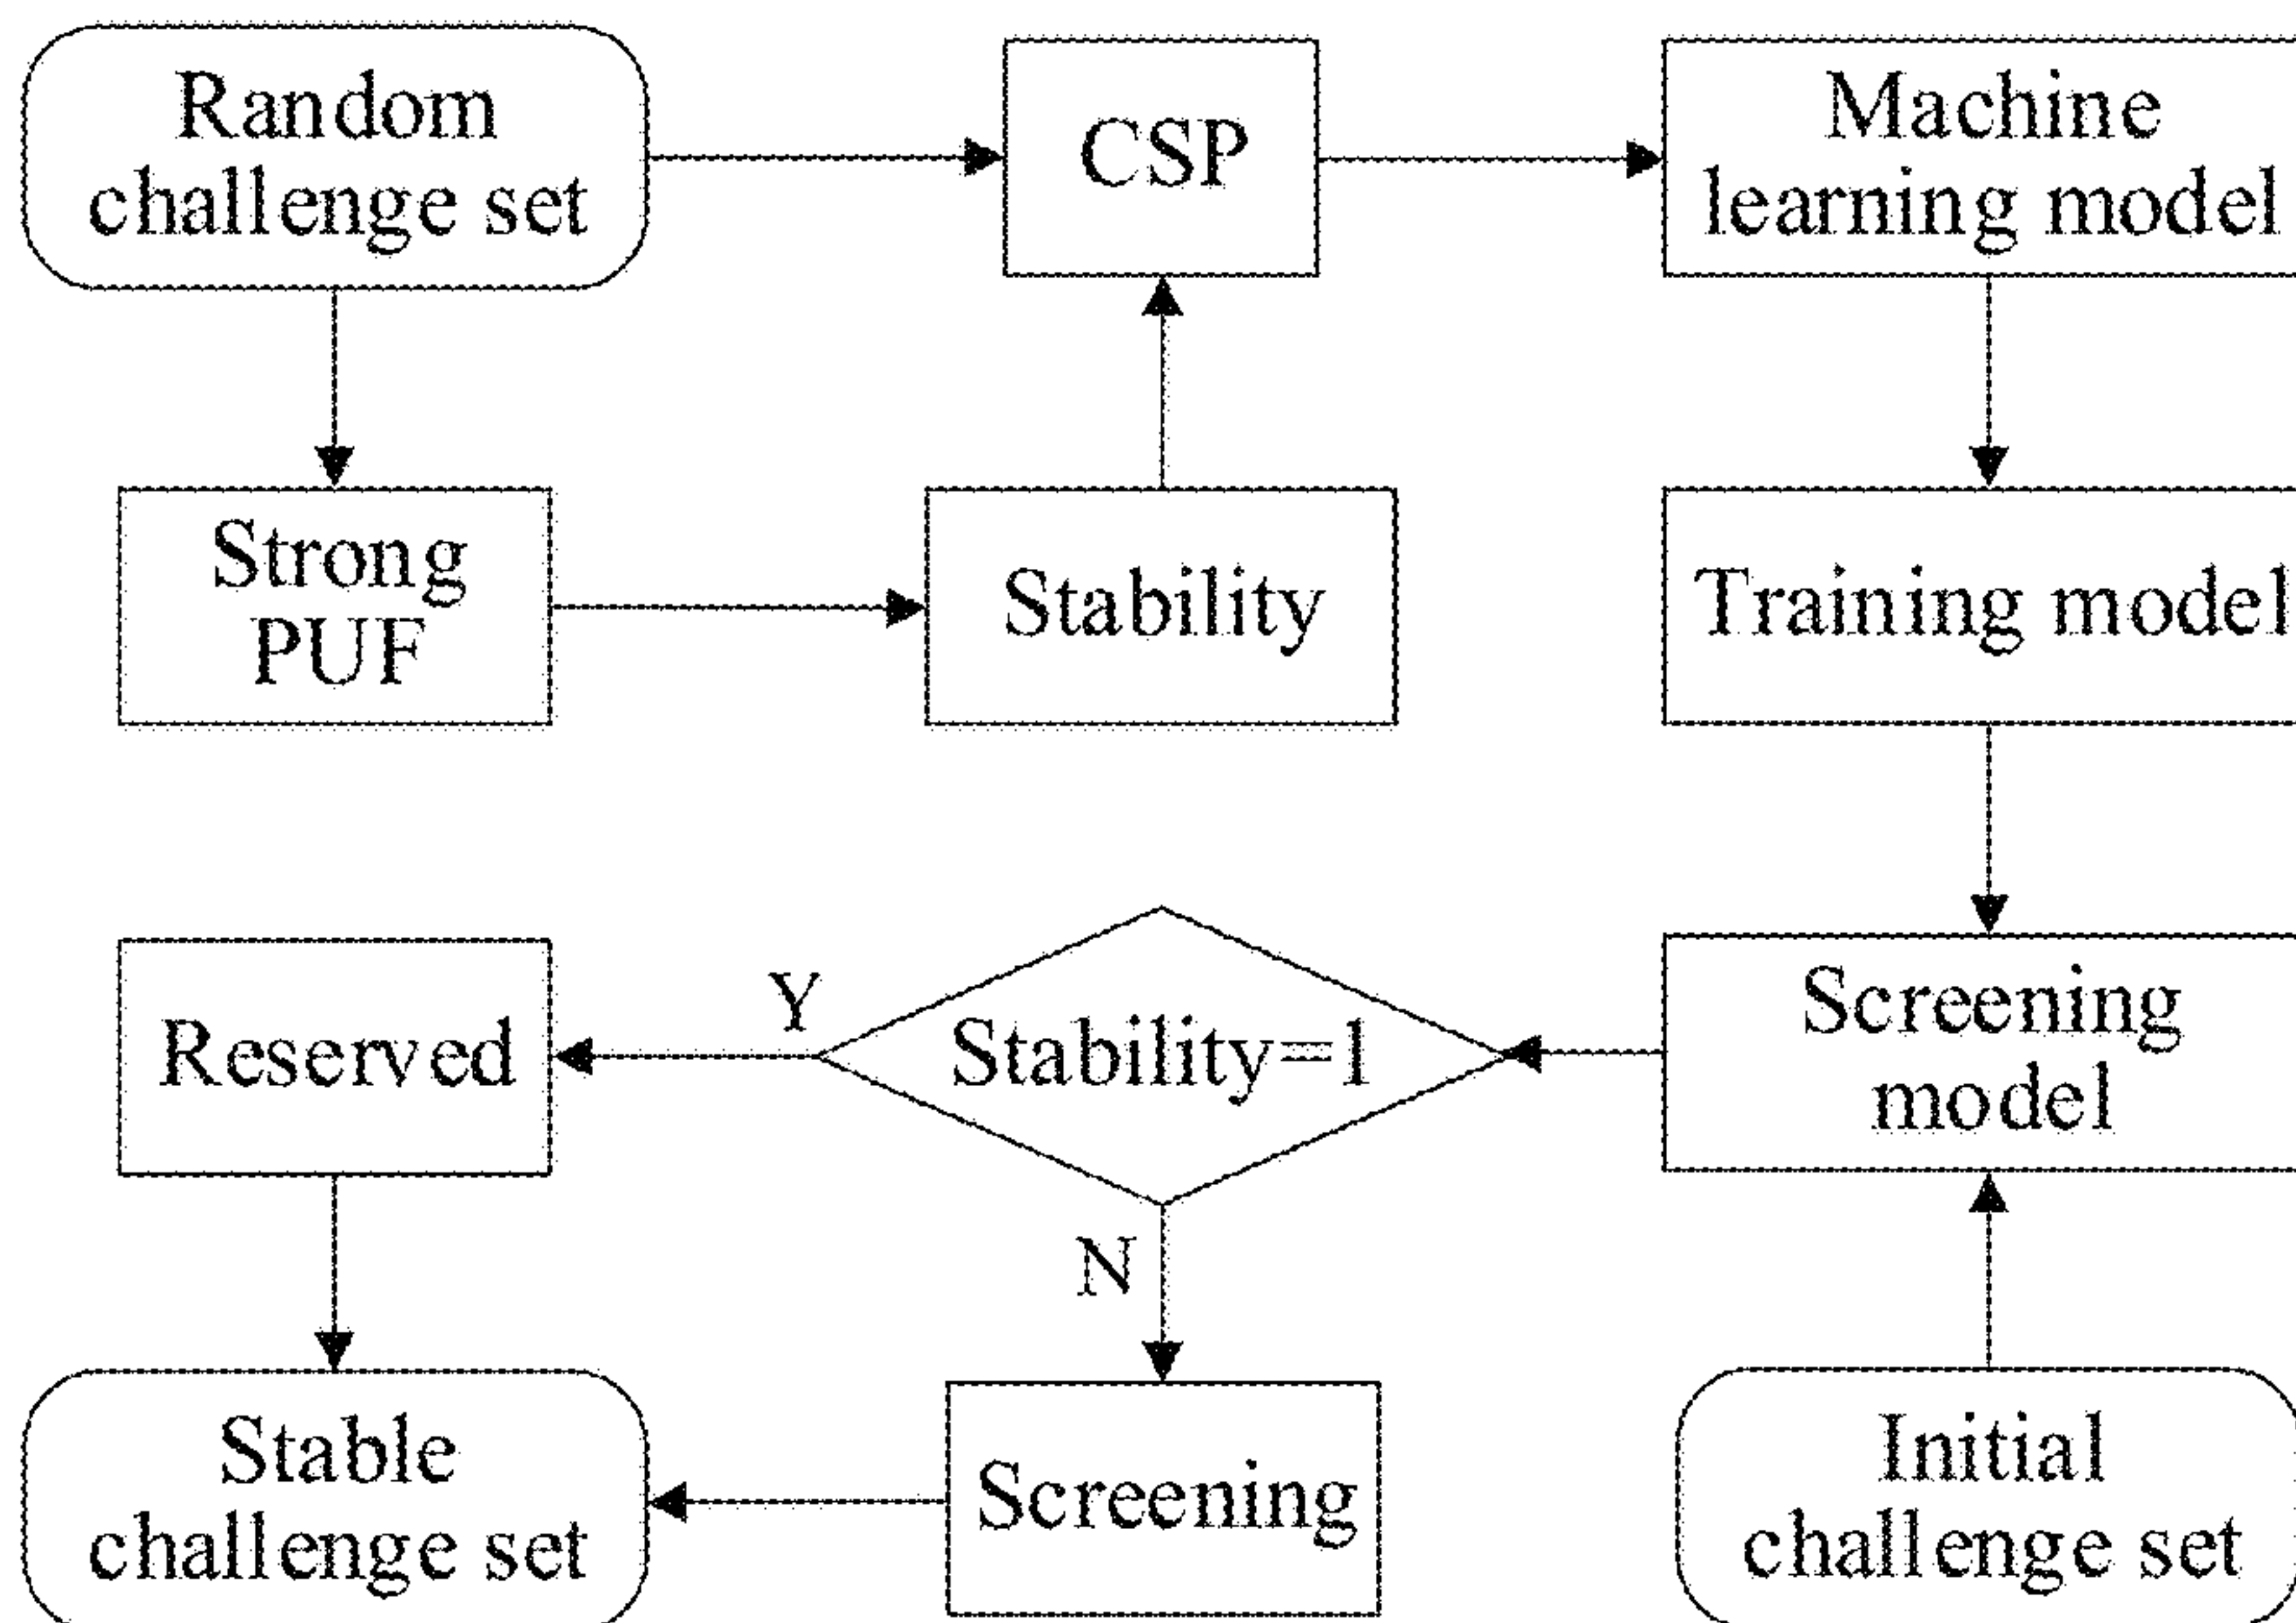 Random
challenge set
CSP
Machine
learning model
Strong
PUF
Stability
Training model
Reserved
Y
Stability=1
Screening
model
N
Stable
challenge set
Screening
Initial
challenge set